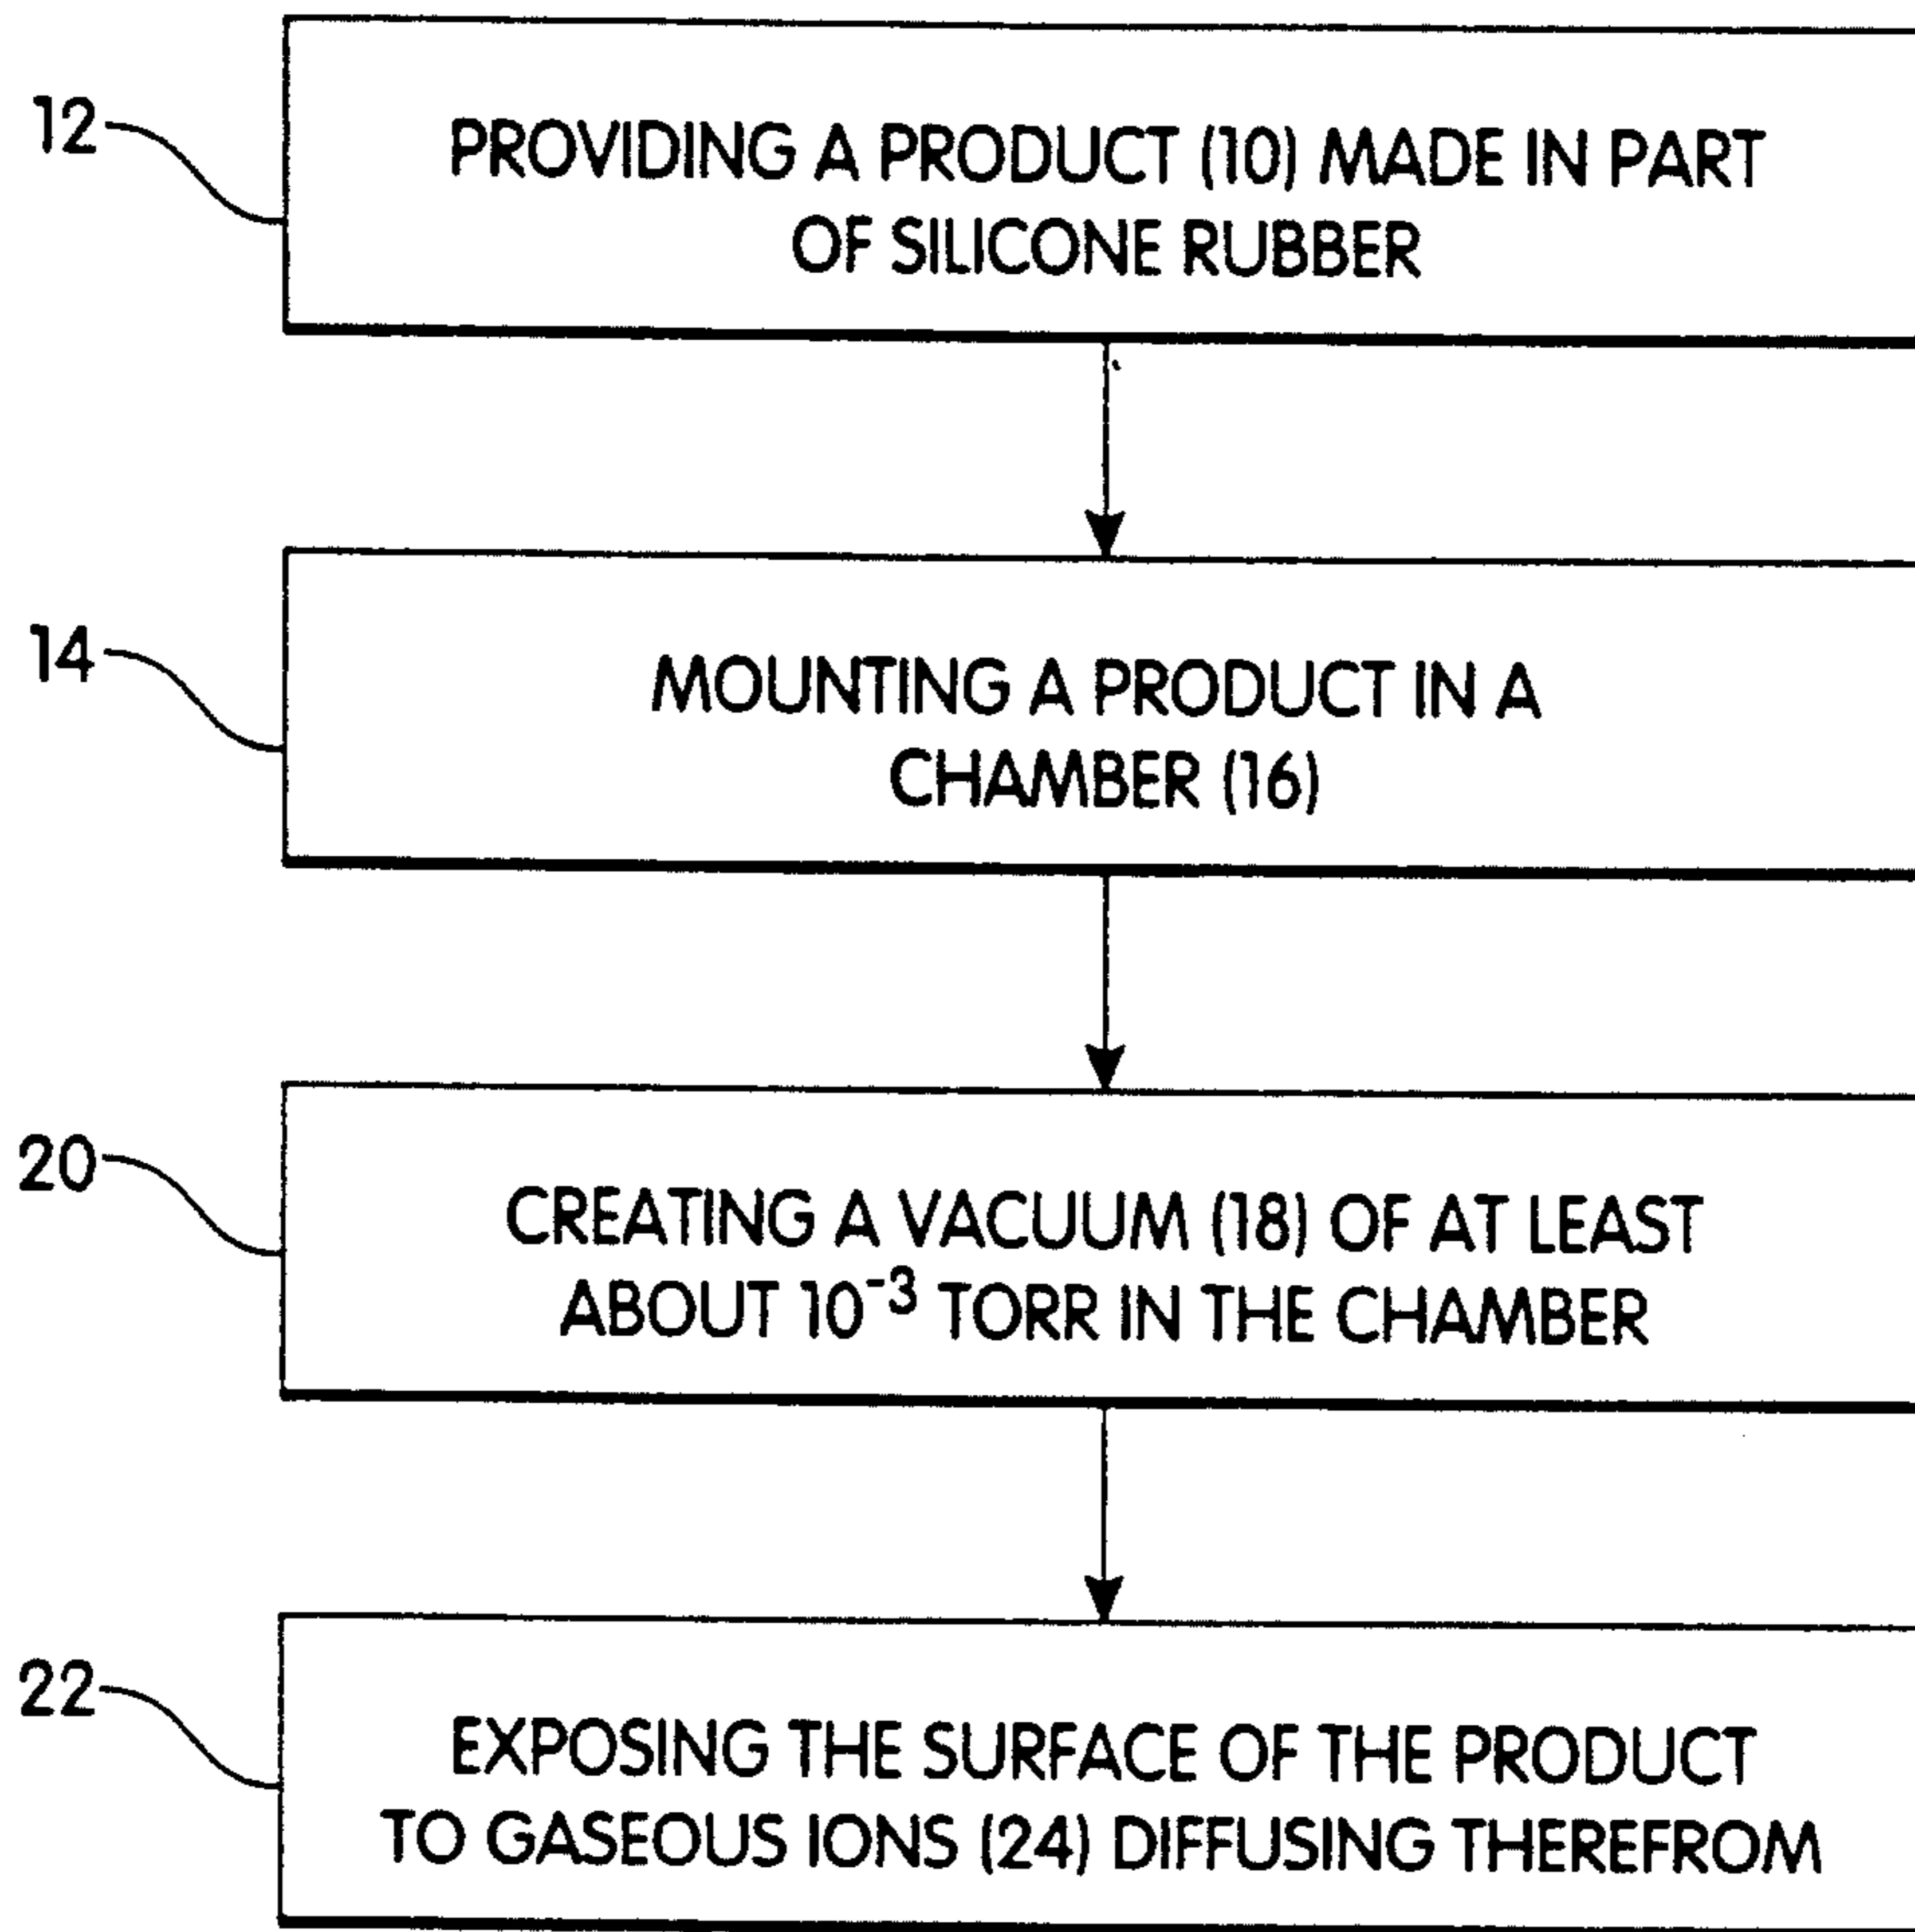 12
PROVIDING A PRODUCT (10) MADE IN PART
OF SILICONE RUBBER
14
MOUNTING A PRODUCT IN A
CHAMBER (16)
20
CREATING A VACUUM (18) OF AT LEAST
ABOUT 10⁻³ TORR IN THE CHAMBER
22
EXPOSING THE SURFACE OF THE PRODUCT
TO GASEOUS IONS (24) DIFFUSING THEREFROM